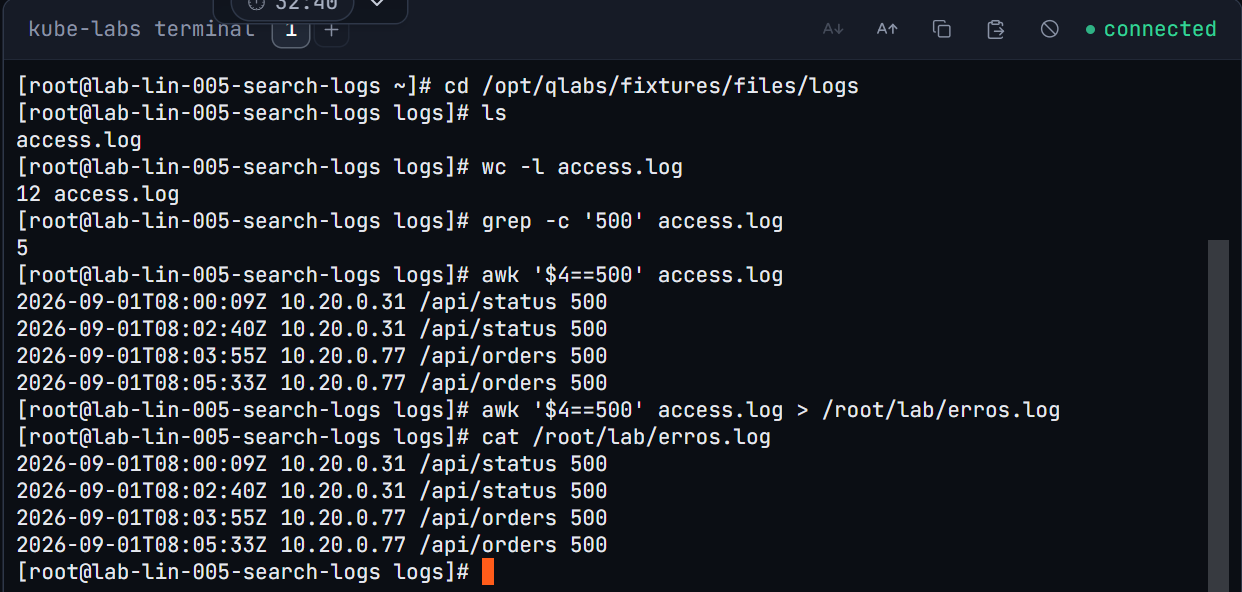 32:40
kube-labs terminal 1 +
A↓ A↑ connected
[root@lab-lin-005-search-logs ~]# cd /opt/qlabs/fixtures/files/logs
[root@lab-lin-005-search-logs logs]# ls
access.log
[root@lab-lin-005-search-logs logs]# wc -l access.log
12 access.log
[root@lab-lin-005-search-logs logs]# grep -c '500' access.log
5
[root@lab-lin-005-search-logs logs]# awk '$4==500' access.log
2026-09-01T08:00:09Z 10.20.0.31 /api/status 500
2026-09-01T08:02:40Z 10.20.0.31 /api/status 500
2026-09-01T08:03:55Z 10.20.0.77 /api/orders 500
2026-09-01T08:05:33Z 10.20.0.77 /api/orders 500
[root@lab-lin-005-search-logs logs]# awk '$4==500' access.log > /root/lab/erros.log
[root@lab-lin-005-search-logs logs]# cat /root/lab/erros.log
2026-09-01T08:00:09Z 10.20.0.31 /api/status 500
2026-09-01T08:02:40Z 10.20.0.31 /api/status 500
2026-09-01T08:03:55Z 10.20.0.77 /api/orders 500
2026-09-01T08:05:33Z 10.20.0.77 /api/orders 500
[root@lab-lin-005-search-logs logs]#